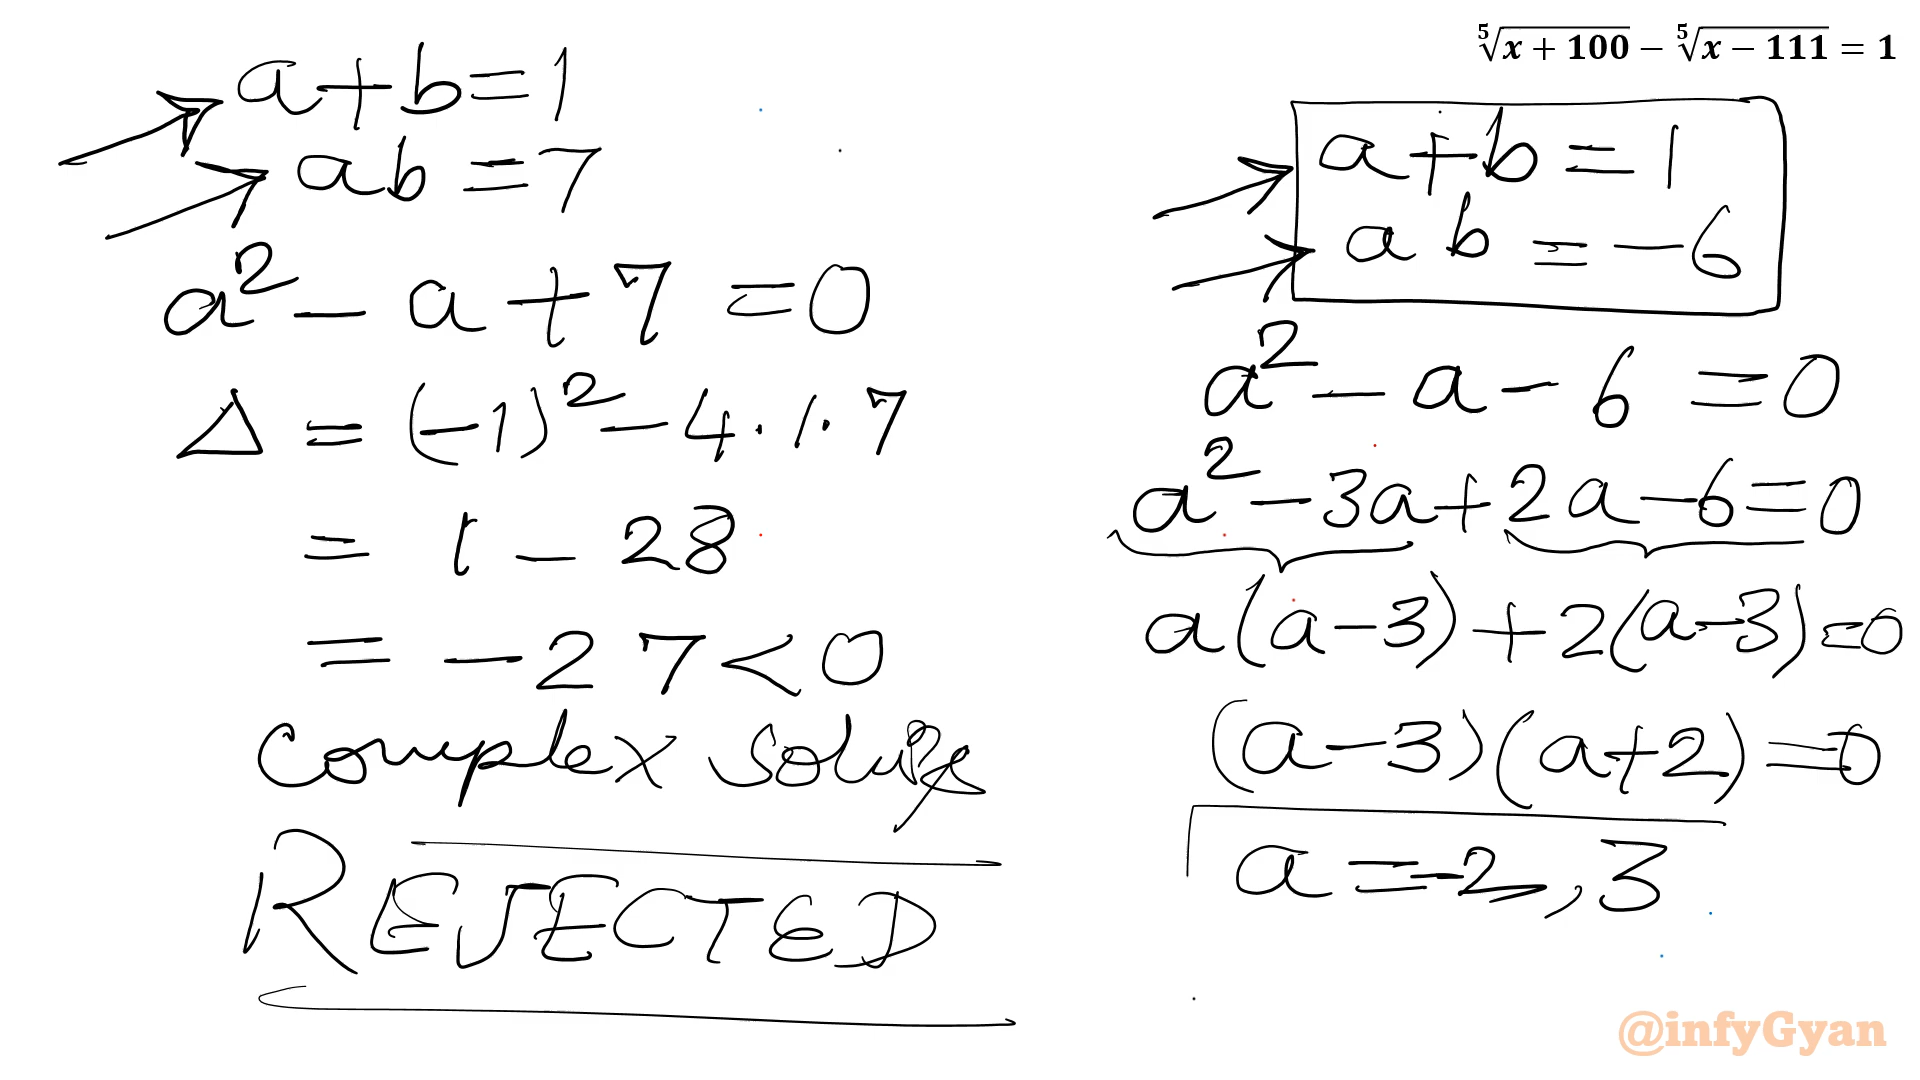 a+b=1
ab=7
a²-a+7=0
Δ=(-1)²-4·1·7
=1-28
=-27<0
complex
REJECTED
⁵√x+100 − ⁵√x−111 = 1
a+b=1
ab=-6
a²-a-6=0
a²-3a+2a-6=0
a(a-3)+2(a-3)=0
(a-3)(a+2)=0
a=-2,3
@infyGyan